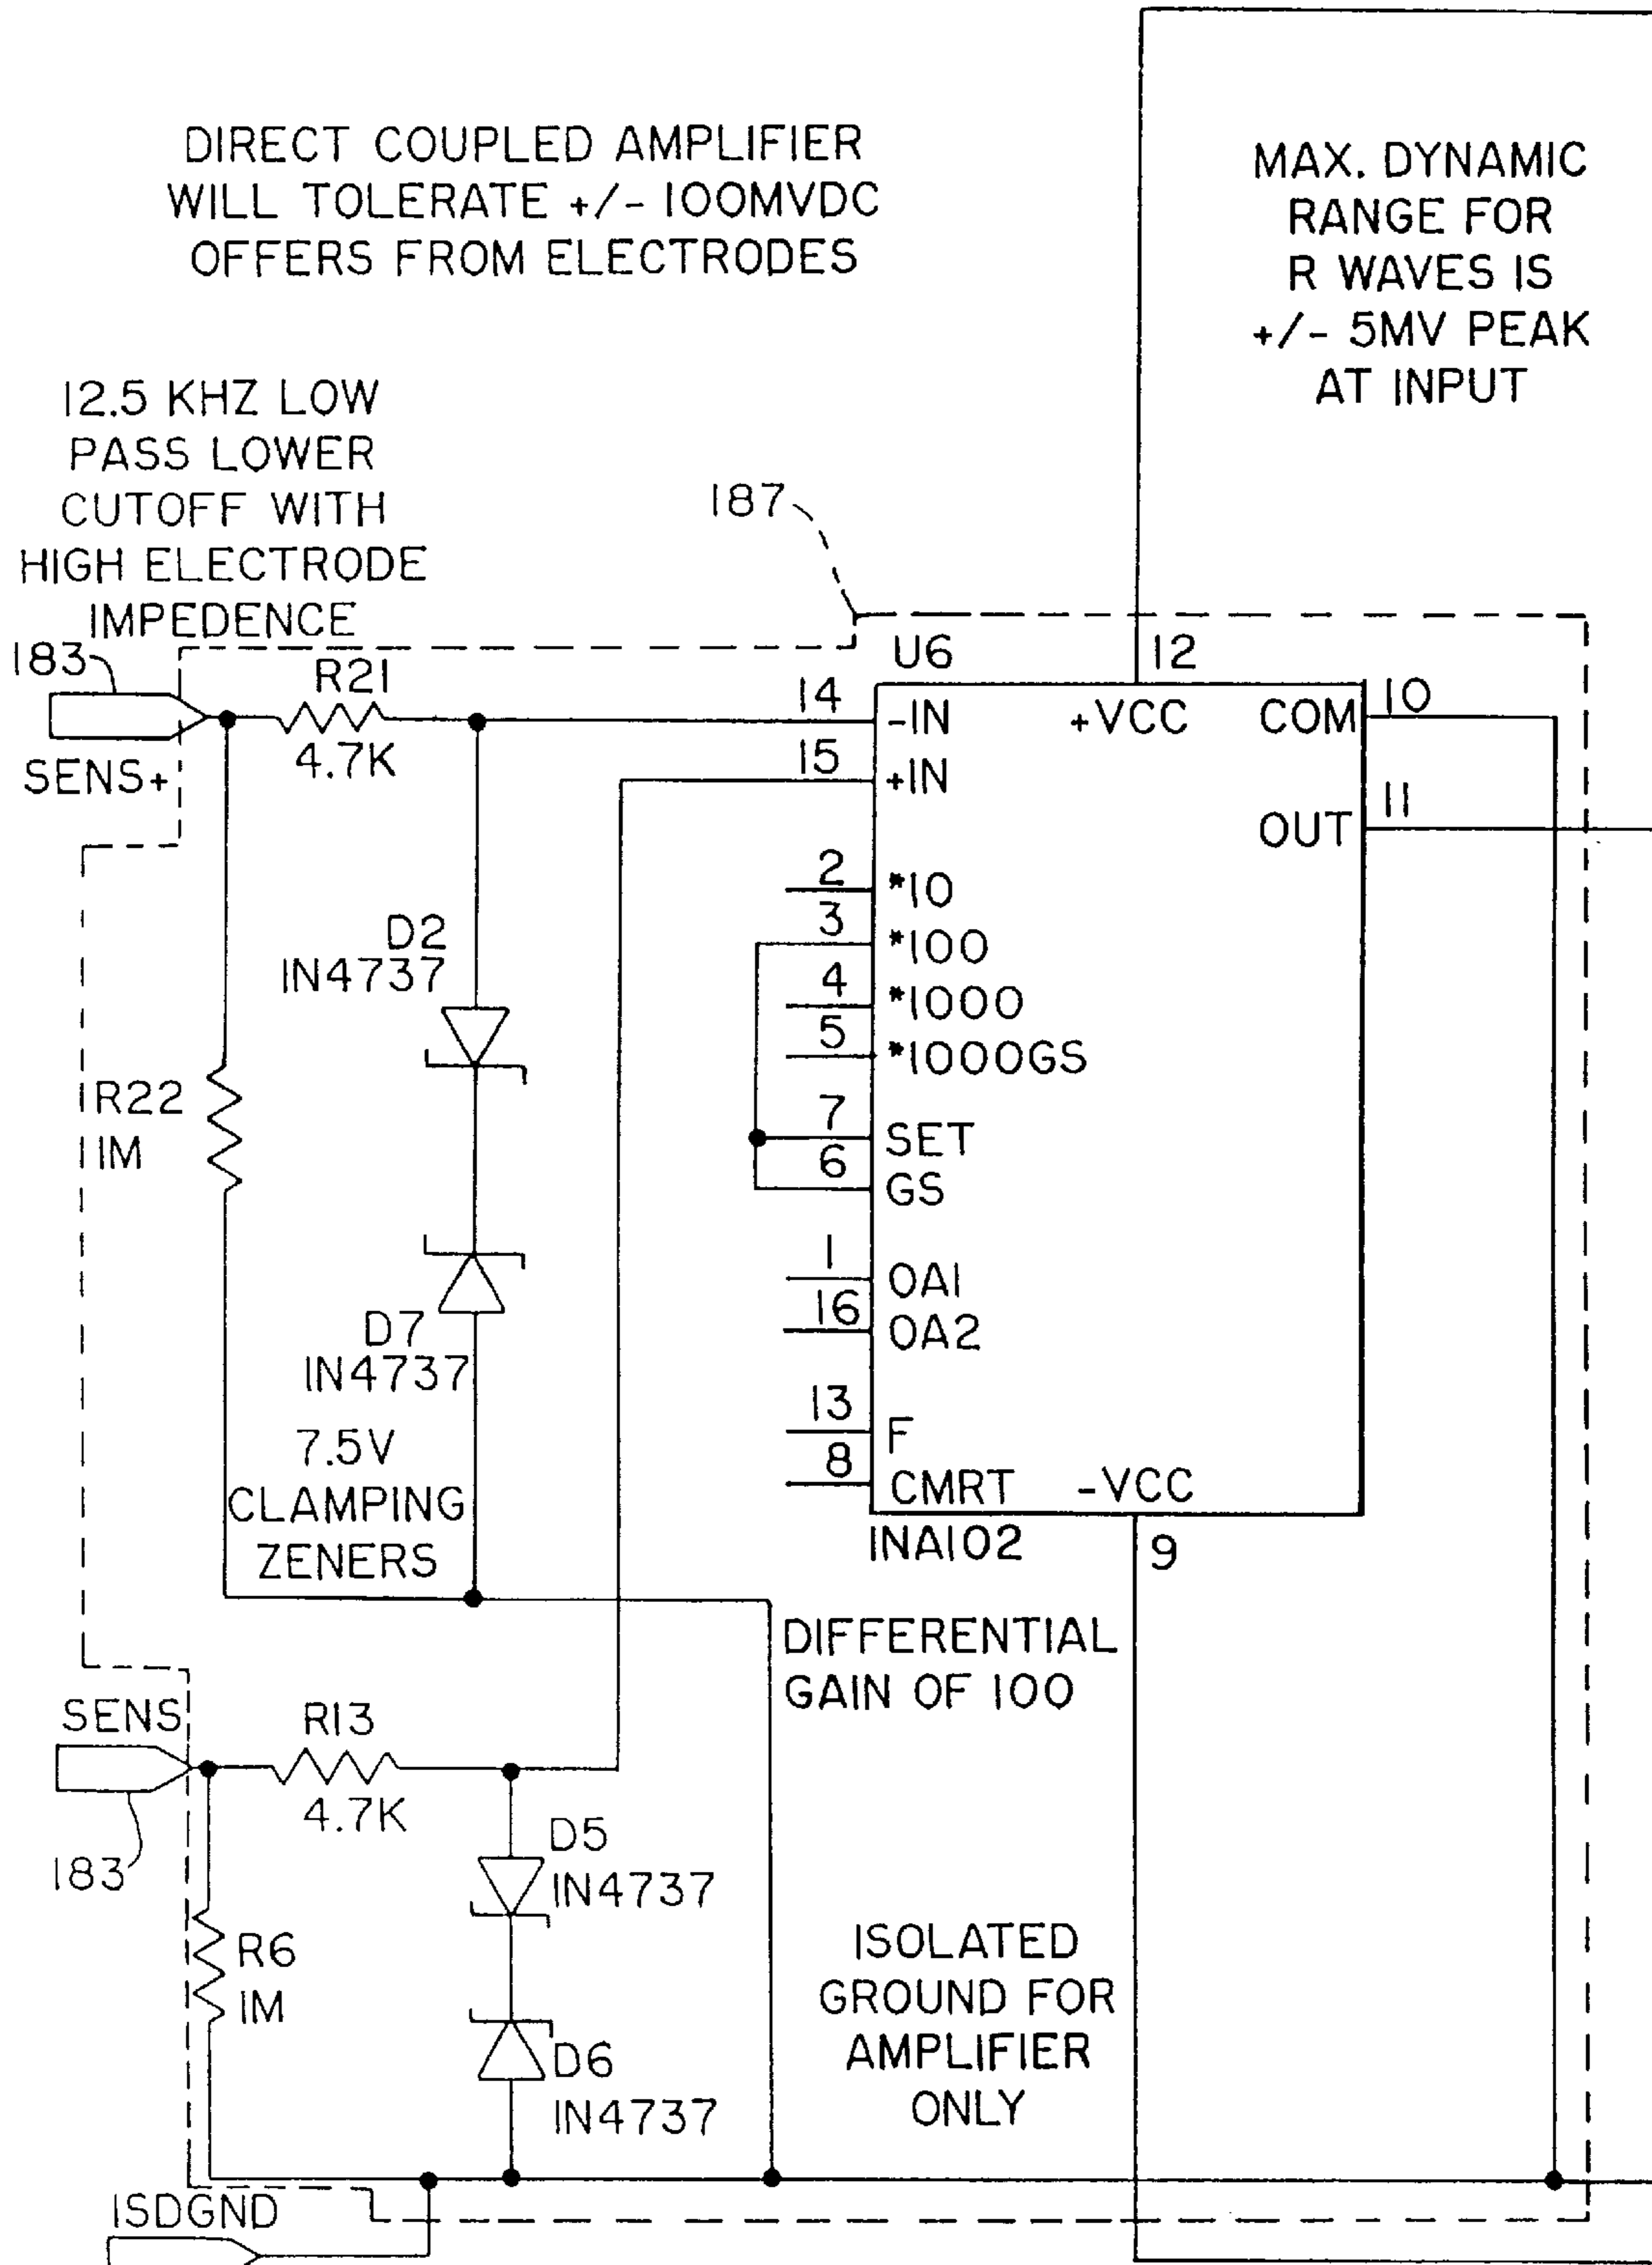 DIRECT COUPLED AMPLIFIER
WILL TOLERATE +/- 100MVDC
OFFERS FROM ELECTRODES
MAX. DYNAMIC
RANGE FOR
R WAVES IS
+/- 5MV PEAK
AT INPUT
12.5 KHZ LOW
PASS LOWER
CUTOFF WITH
HIGH ELECTRODE
IMPEDENCE
187
183
SENS+
R21
4.7K
U6
12
14
-IN
+VCC
COM
10
15
+IN
11
OUT
2
*10
3
*100
4
*1000
5
*1000GS
7
SET
6
GS
1
OA1
16
OA2
13
F
8
CMRT
-VCC
INA102
9
D2
IN4737
R22
1M
D7
IN4737
7.5V
CLAMPING
ZENERS
DIFFERENTIAL
GAIN OF 100
SENS
183
R13
4.7K
D5
IN4737
R6
1M
D6
IN4737
ISOLATED
GROUND FOR
AMPLIFIER
ONLY
ISDGND